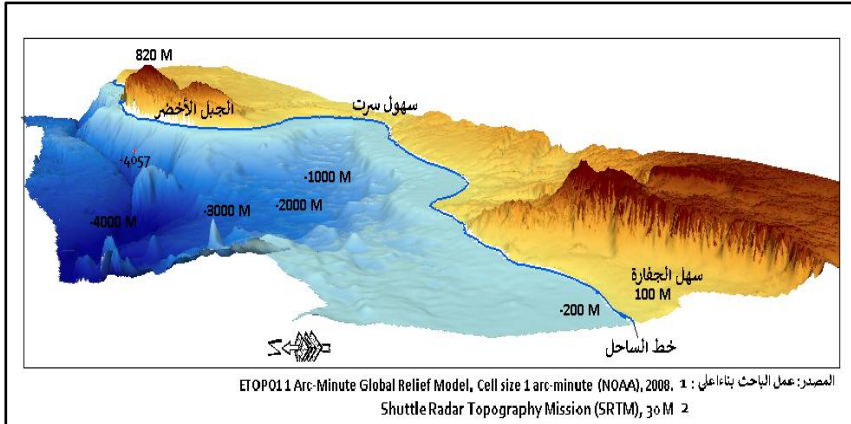 820 M
الجبل الأخضر
سهول سرت
-4057
-1000 M
-2000 M
-3000 M
-4000 M
سهل الجفارة
100 M
-200 M
خط الساحل
N
المصدر: عمل الباحث بناءاعلي : 1 ETOPO1 1 Arc-Minute Global Relief Model, Cell size 1 arc-minute (NOAA), 2008.
Shuttle Radar Topography Mission (SRTM), 30 M 2